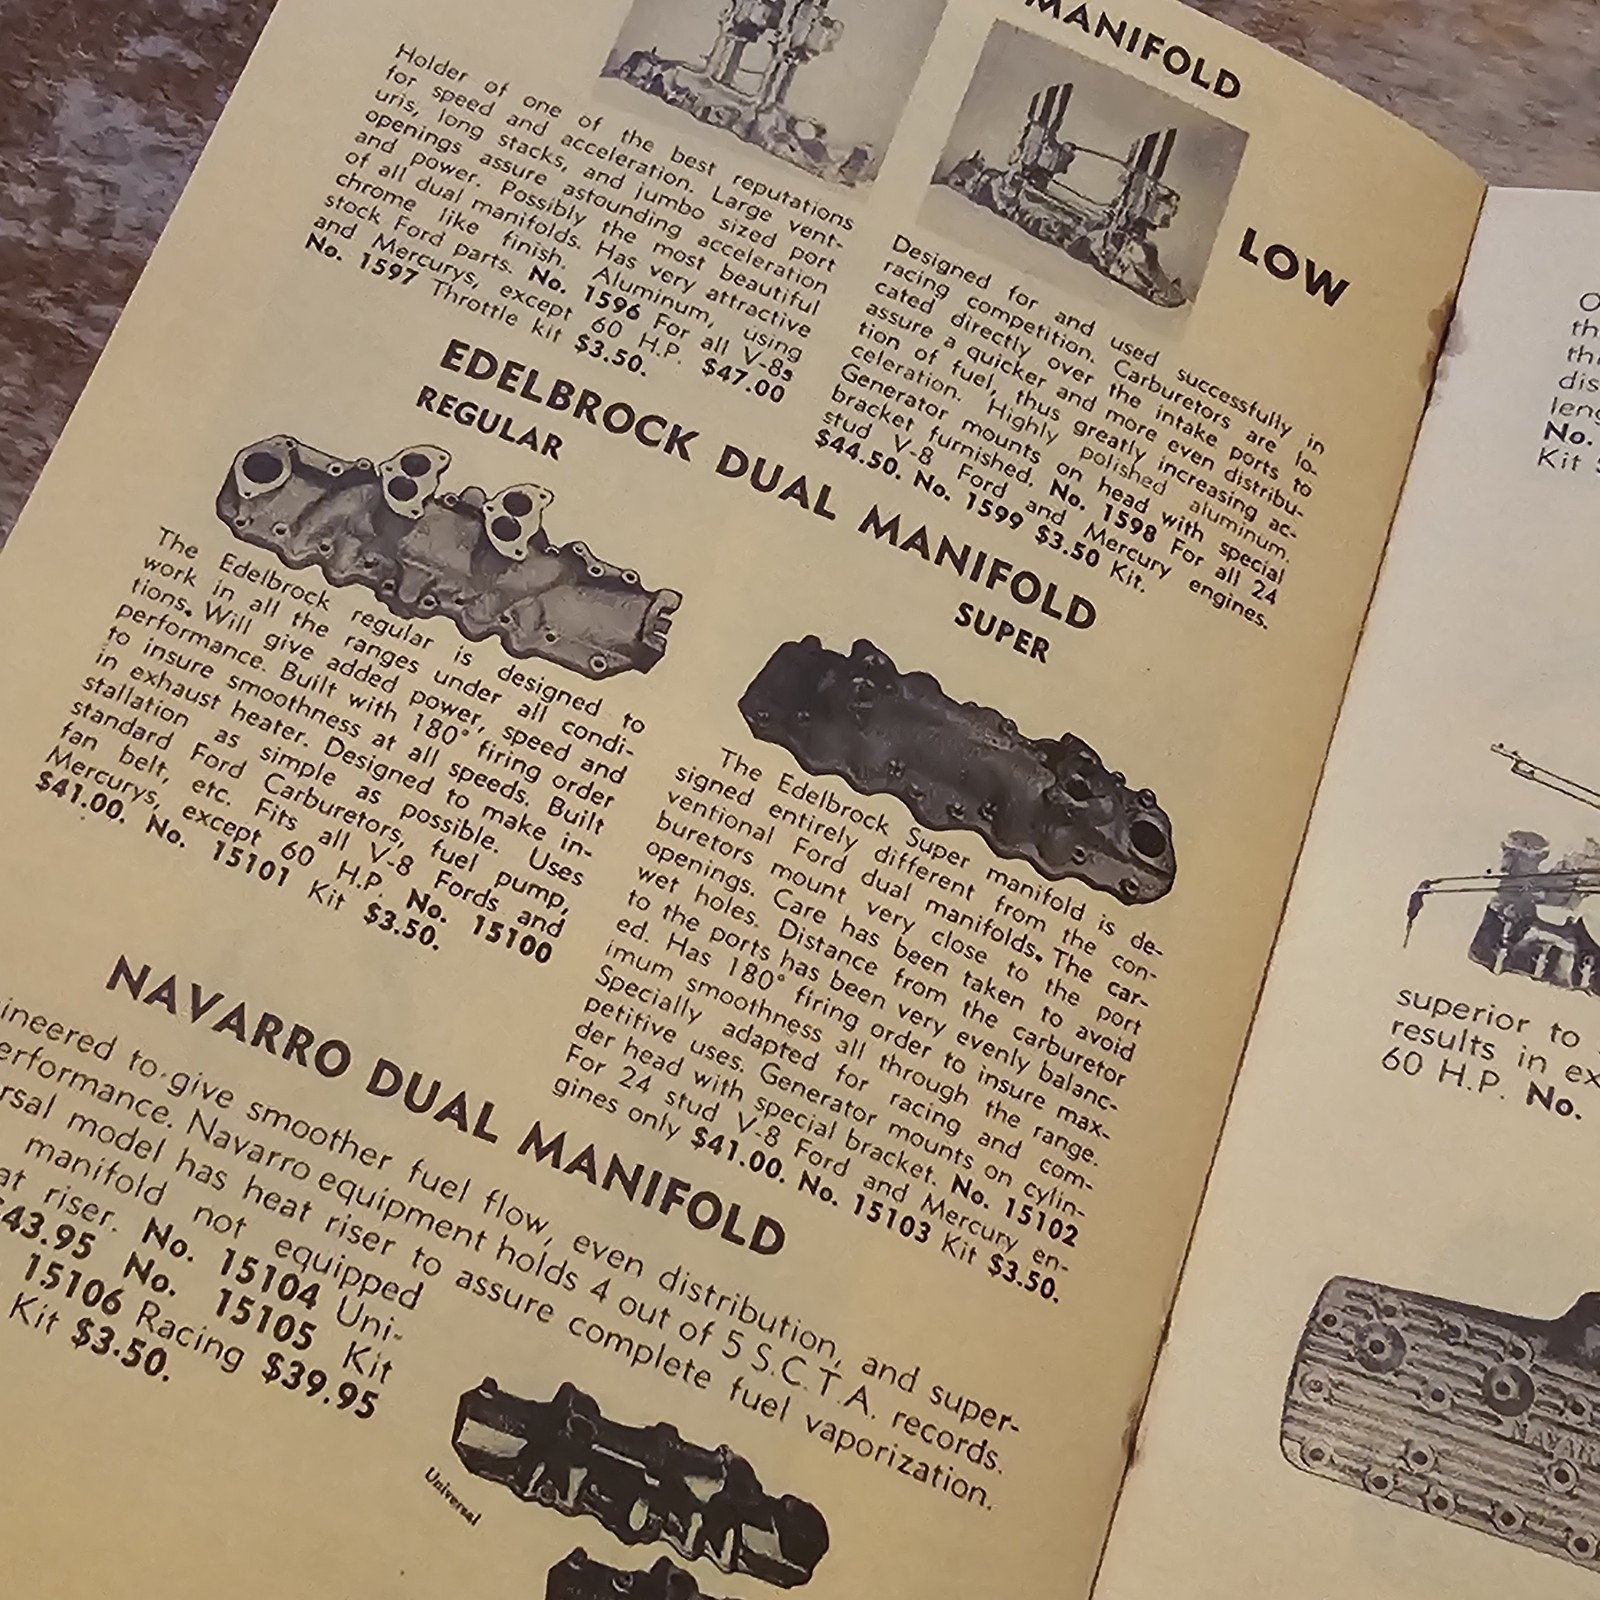 MANIFOLD
LOW
Holder of one of the best reputations
for speed and acceleration. Large vent-
uris, long stacks, and jumbo sized port
openings assure astounding acceleration
and power. Possibly the most beautiful
of all dual manifolds. Has very attractive
chrome like finish. Aluminum, using
stock Ford parts. No. 1596 For all V-8s
and Mercurys, except 60 H.P. $47.00
No. 1597 Throttle kit $3.50.
Designed for and used successfully in
racing competition. Carburetors are lo-
cated directly over the intake ports to
assure a quicker and more even distribu-
tion of fuel, thus greatly increasing ac-
celeration. Highly polished aluminum.
Generator mounts on head with special
bracket furnished. No. 1598 For all 24
stud V-8 Ford and Mercury engines.
$44.50. No. 1599 $3.50 Kit.
EDELBROCK DUAL MANIFOLD
REGULAR
The Edelbrock regular is designed to
work in all the ranges under all condi-
tions. Will give added power, speed and
performance. Built with 180° firing order
to insure smoothness at all speeds. Built
in exhaust heater. Designed to make in-
stallation as simple as possible. Uses
standard Ford Carburetors, fuel pump,
fan belt, etc. Fits all V-8 Fords and
Mercurys, except 60 H.P. No. 15100
$41.00. No. 15101 Kit $3.50.
SUPER
The Edelbrock Super manifold is de-
signed entirely different from the con-
ventional Ford dual manifolds. The car-
buretors mount very close to the port
openings. Care has been taken to avoid
wet holes. Distance from the carburetor
to the ports has been very evenly balanc-
ed. Has 180° firing order to insure max-
imum smoothness all through the range.
Specially adapted for racing and com-
petitive uses. Generator mounts on cylin-
der head with special bracket. No. 15102
For 24 stud V-8 Ford and Mercury en-
gines only $41.00. No. 15103 Kit $3.50.
NAVARRO DUAL MANIFOLD
ineered to give smoother fuel flow, even distribution, and super-
erformance. Navarro equipment holds 4 out of 5 S.C.T.A. records.
rsal model has heat riser to assure complete fuel vaporization.
manifold not equipped
at riser. No. 15104 Uni-
$43.95 No. 15105 Kit
15106 Racing $39.95
Kit $3.50.
Universal
th
dis
leng
No.
Kit
superior to
results in ex
60 H.P. No.
NAVAR